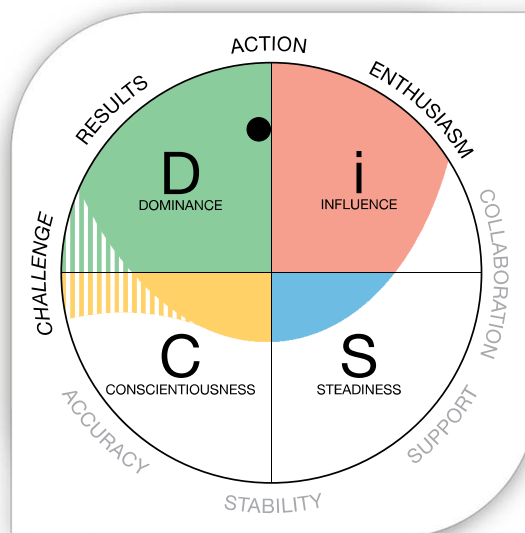 ACTION
RESULTS
ENTHUSIASM
D
DOMINANCE
i
INFLUENCE
CHALLENGE
COLLABORATION
C
CONSCIENTIOUSNESS
S
STEADINESS
ACCURACY
SUPPORT
STABILITY